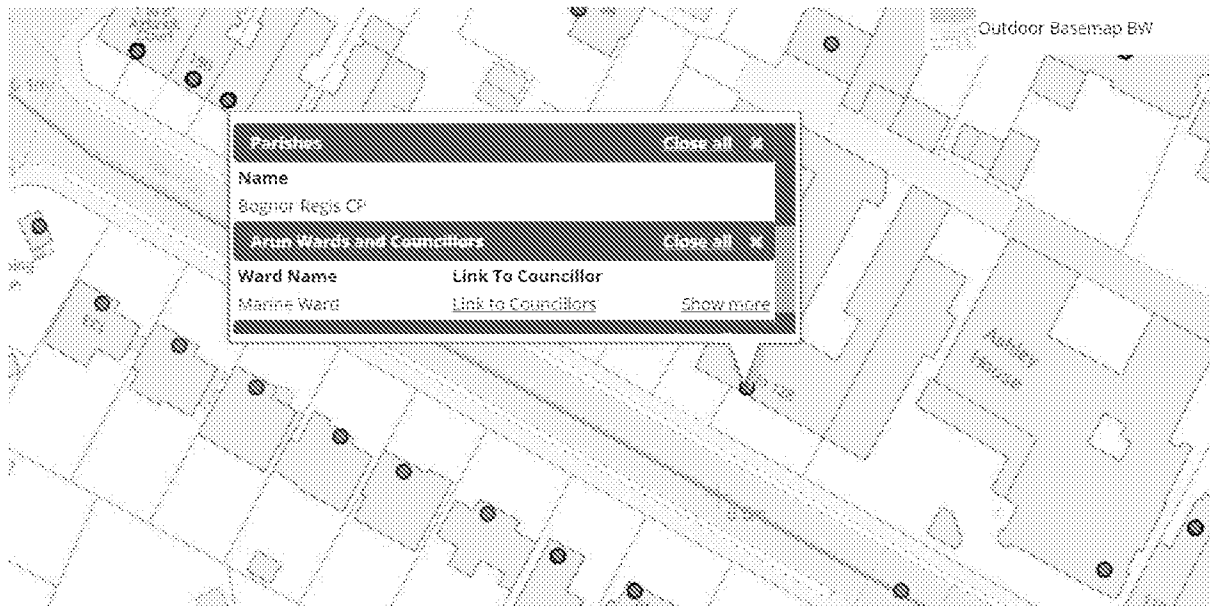 Outdoor Basemap BW
Parishes Close all X
Name
Bognor Regis CP
Arun Wards and Councillors Close all X
Ward Name Link To Councillor
Marine Ward Link to Councillors Show more
House